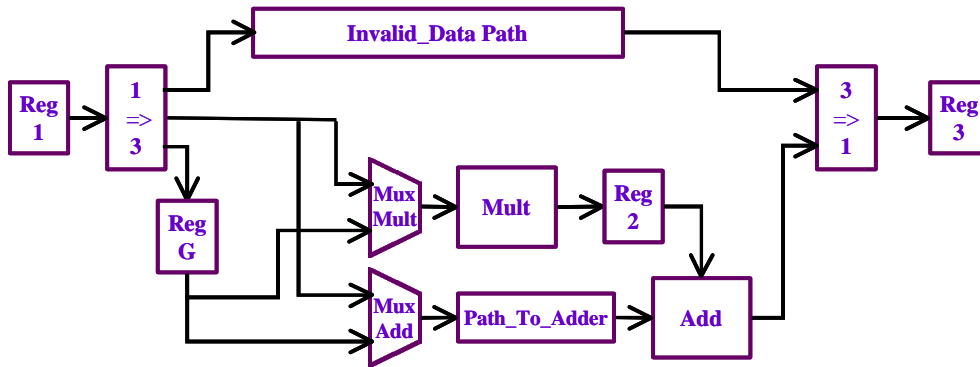 Invalid_Data Path
Reg
1
1
=>
3
3
=>
1
Reg
3
Mux
Mult
Mult
Reg
2
Reg
G
Mux
Add
Path_To_Adder
Add